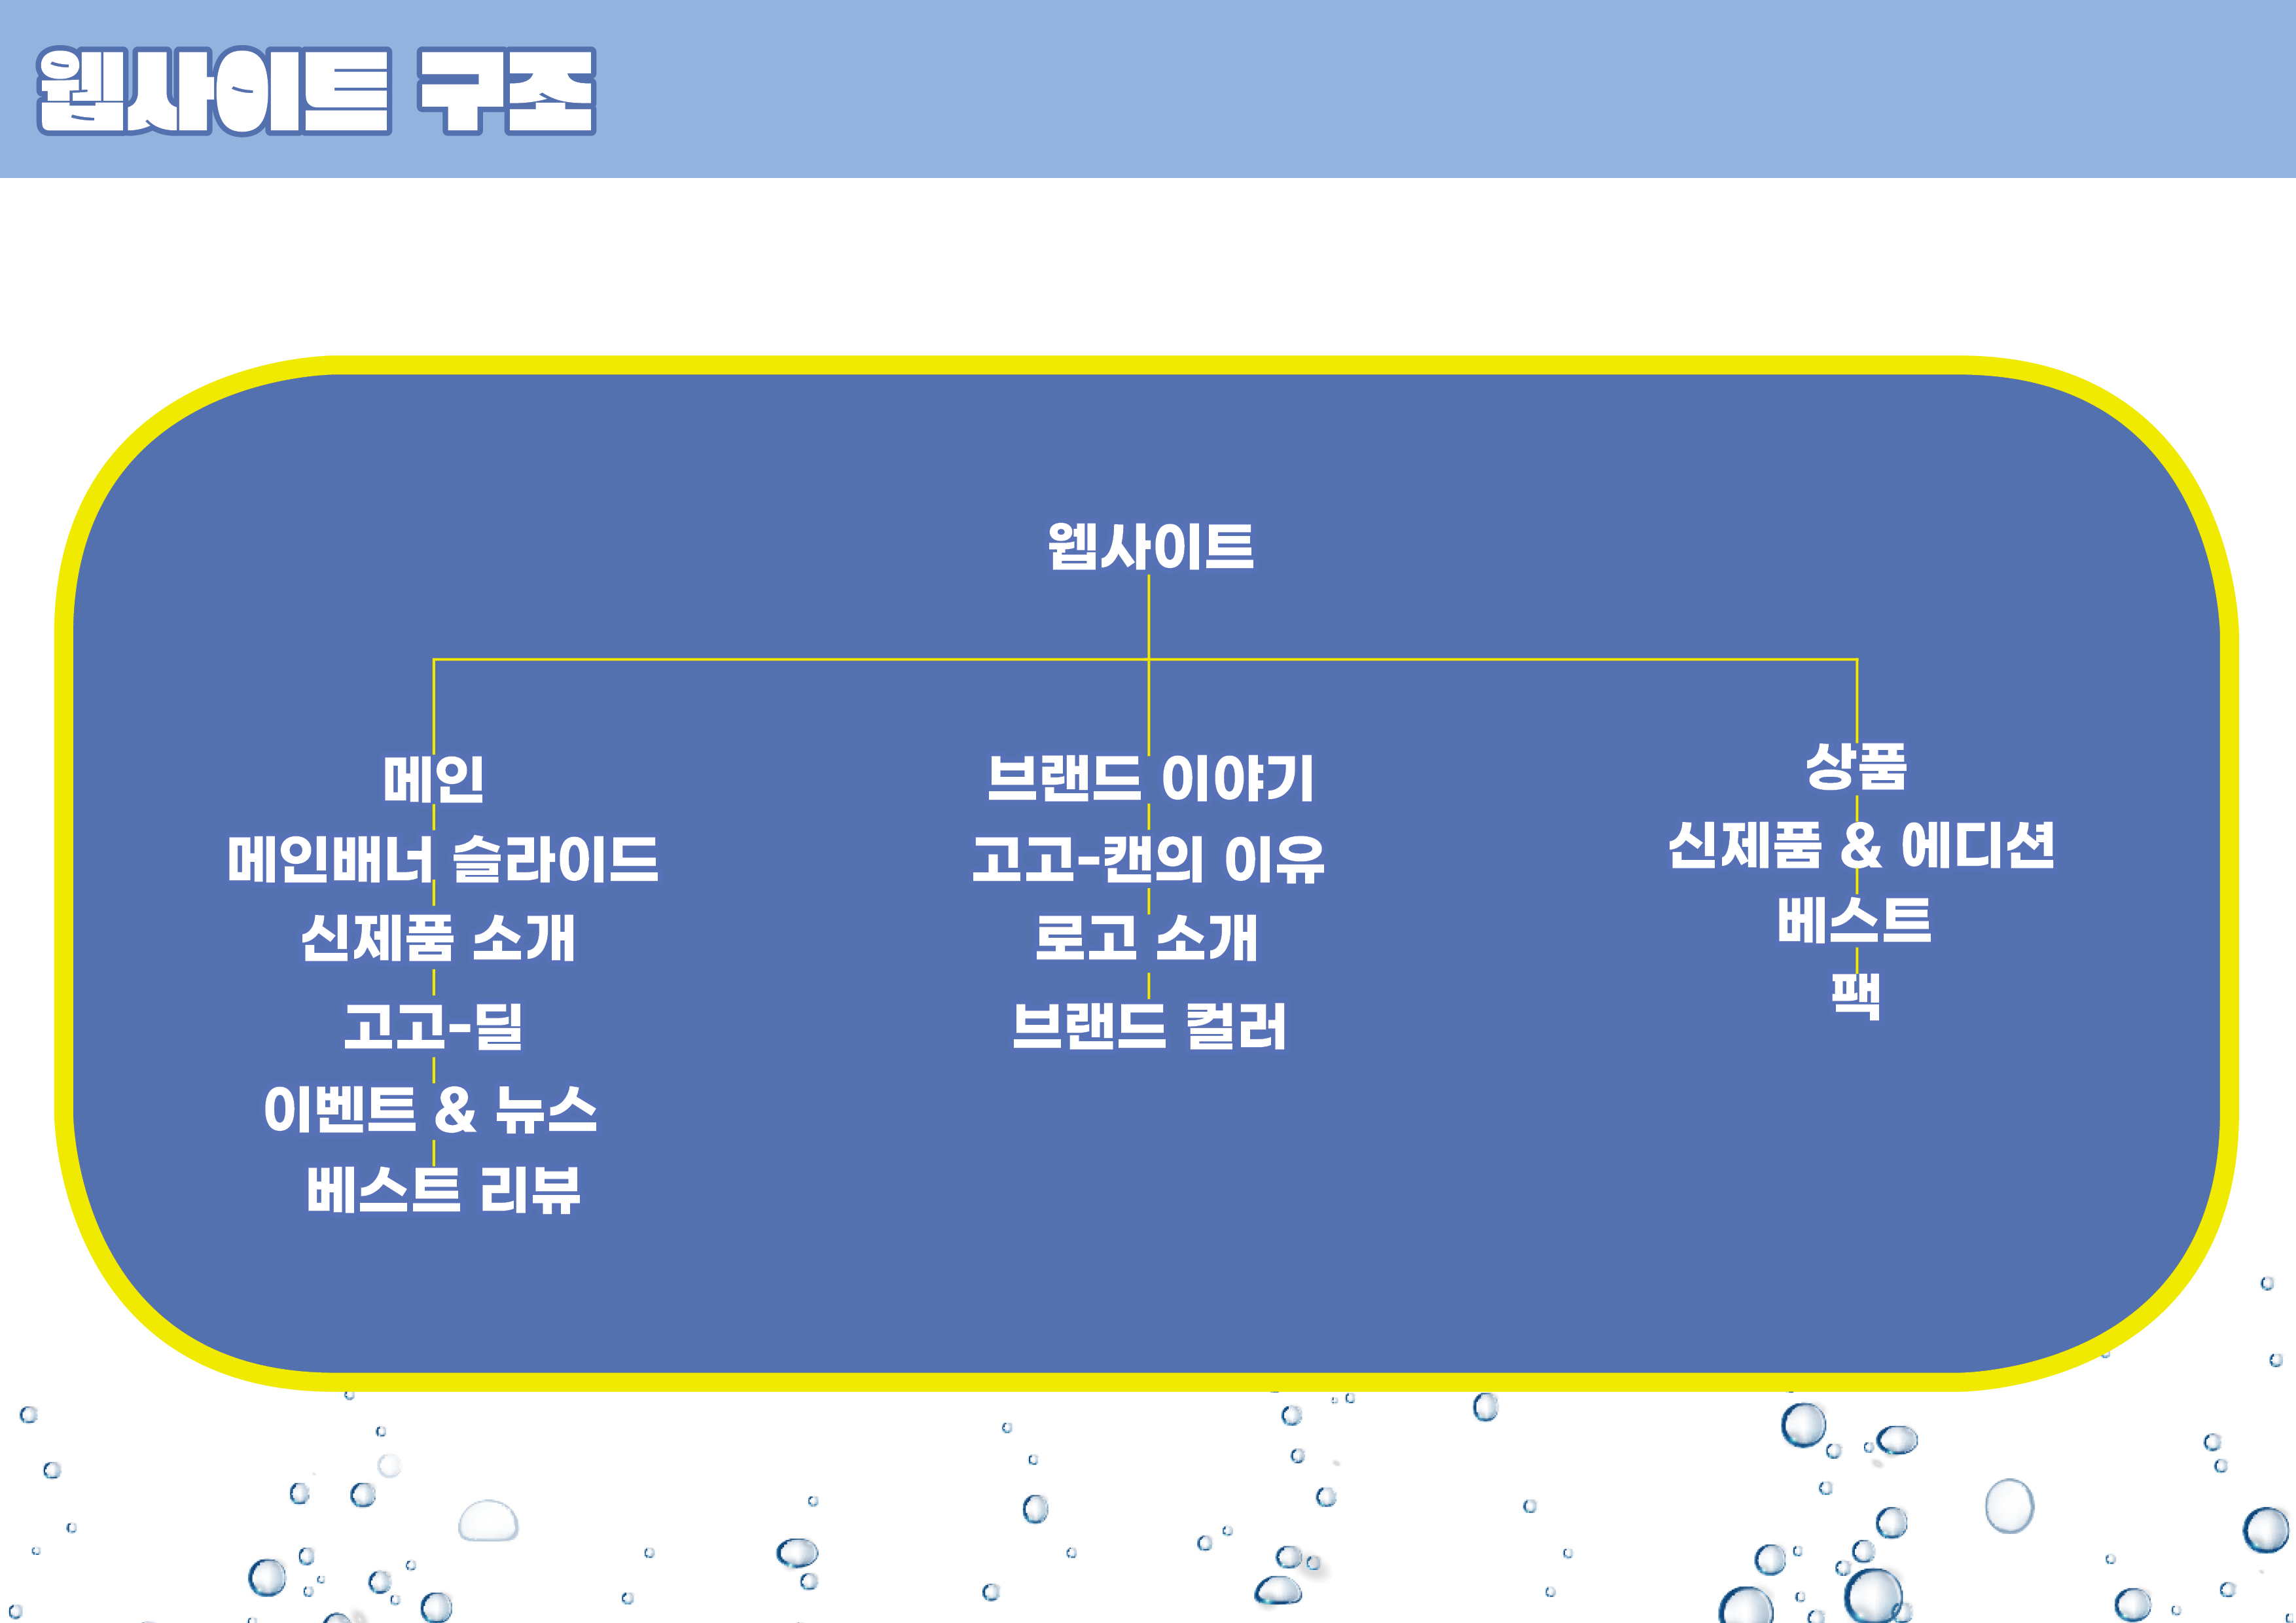 웹사이트 구조
웹사이트
메인
메인배너 슬라이드
신제품 소개
고고-딜
이벤트 & 뉴스
베스트 리뷰
브랜드 이야기
고고-캔의 이유
로고 소개
브랜드 컬러
상품
신제품 & 에디션
베스트
팩